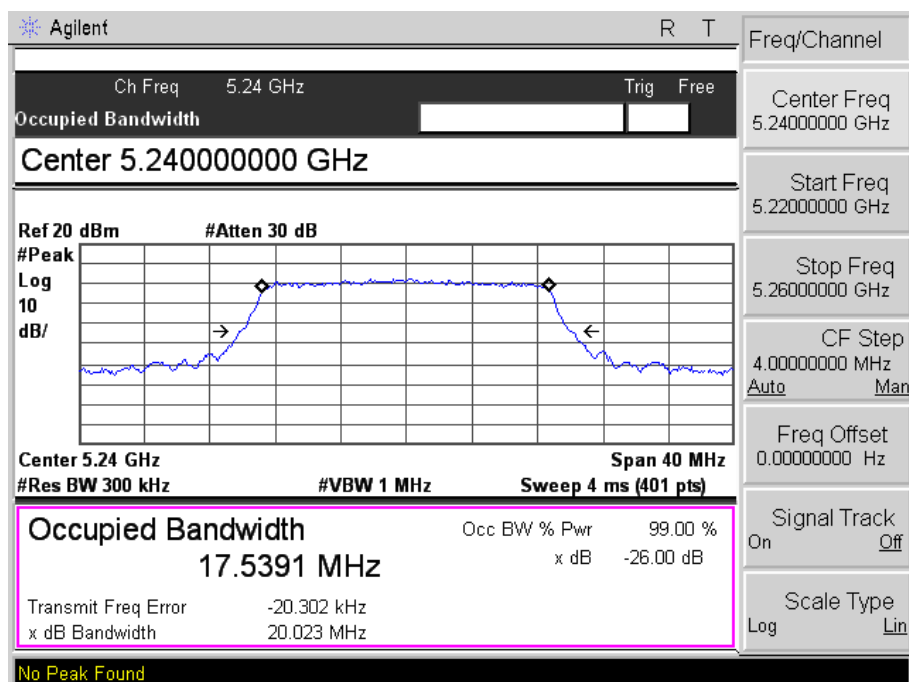 Agilent R T
Freq/Channel
Ch Freq 5.24 GHz Trig Free
Occupied Bandwidth
Center 5.240000000 GHz
Ref 20 dBm #Atten 30 dB
#Peak
Log
10
dB/
Center 5.24 GHz Span 40 MHz
#Res BW 300 kHz #VBW 1 MHz Sweep 4 ms (401 pts)
Occupied Bandwidth
17.5391 MHz
Occ BW % Pwr 99.00 %
x dB -26.00 dB
Transmit Freq Error -20.302 kHz
x dB Bandwidth 20.023 MHz
No Peak Found
Center Freq
5.24000000 GHz
Start Freq
5.22000000 GHz
Stop Freq
5.26000000 GHz
CF Step
4.00000000 MHz
Auto Man
Freq Offset
0.00000000 Hz
Signal Track
On Off
Scale Type
Log Lin